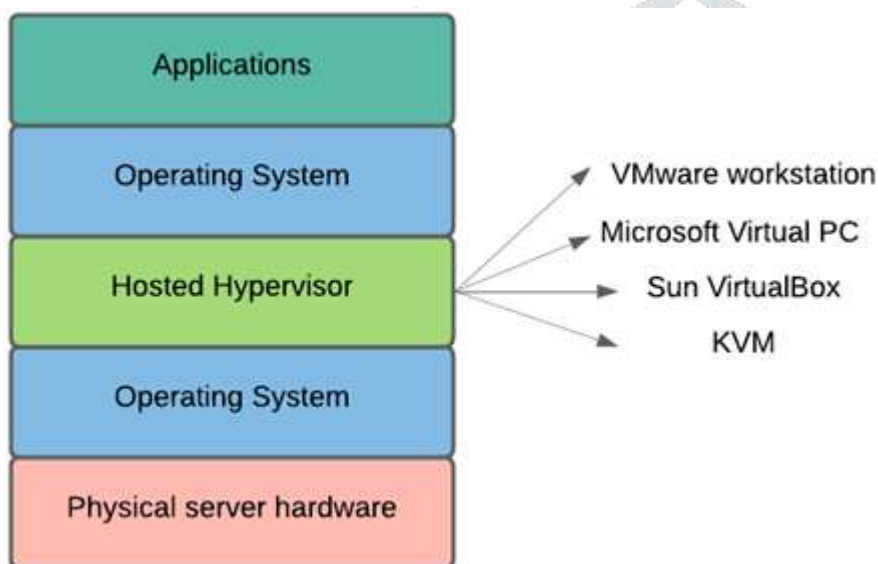 Applications
Operating System
Hosted Hypervisor
Operating System
Physical server hardware
VMware workstation
Microsoft Virtual PC
Sun VirtualBox
KVM